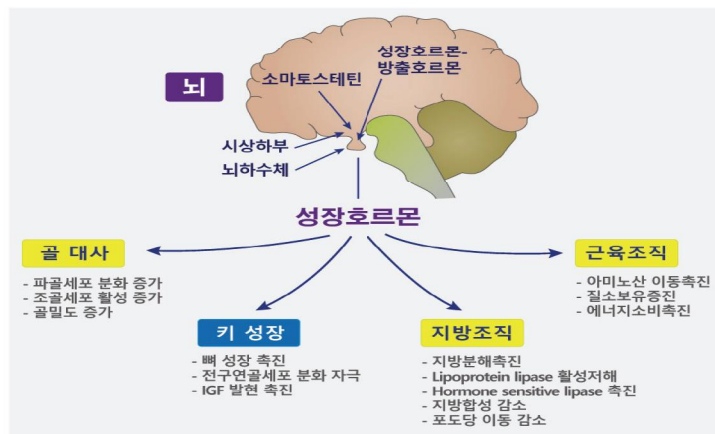 성장호르몬-
방출호르몬
소마토스테틴
뇌
시상하부
뇌하수체
성장호르몬
골 대사
- 파골세포 분화 증가
- 조골세포 활성 증가
- 골밀도 증가
근육조직
- 아미노산 이동촉진
- 질소보유증진
- 에너지소비촉진
키 성장
- 뼈 성장 촉진
- 전구연골세포 분화 자극
- IGF 발현 촉진
지방조직
- 지방분해촉진
- Lipoprotein lipase 활성저해
- Hormone sensitive lipase 촉진
- 지방합성 감소
- 포도당 이동 감소